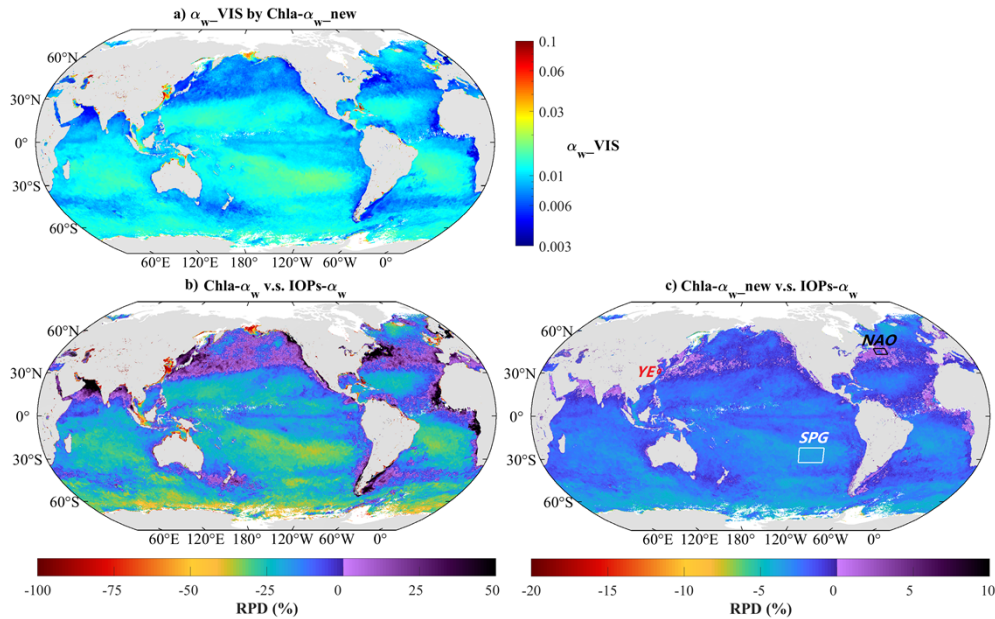 a) αw_VIS by Chla-αw_new
60°N
30°N
0°
30°S
60°S
60°E 120°E 180° 120°W 60°W 0°
0.1
0.06
0.03
0.01
0.006
0.003
αw_VIS
b) Chla-αw v.s. IOPs-αw
60°N
30°N
0°
30°S
60°S
60°E 120°E 180° 120°W 60°W 0°
-100 -75 -50 -25 0 25 50
RPD (%)
c) Chla-αw_new v.s. IOPs-αw
60°N
30°N
0°
30°S
60°S
NAO
YE
SPG
60°E 120°E 180° 120°W 60°W 0°
-20 -15 -10 -5 0 5 10
RPD (%)